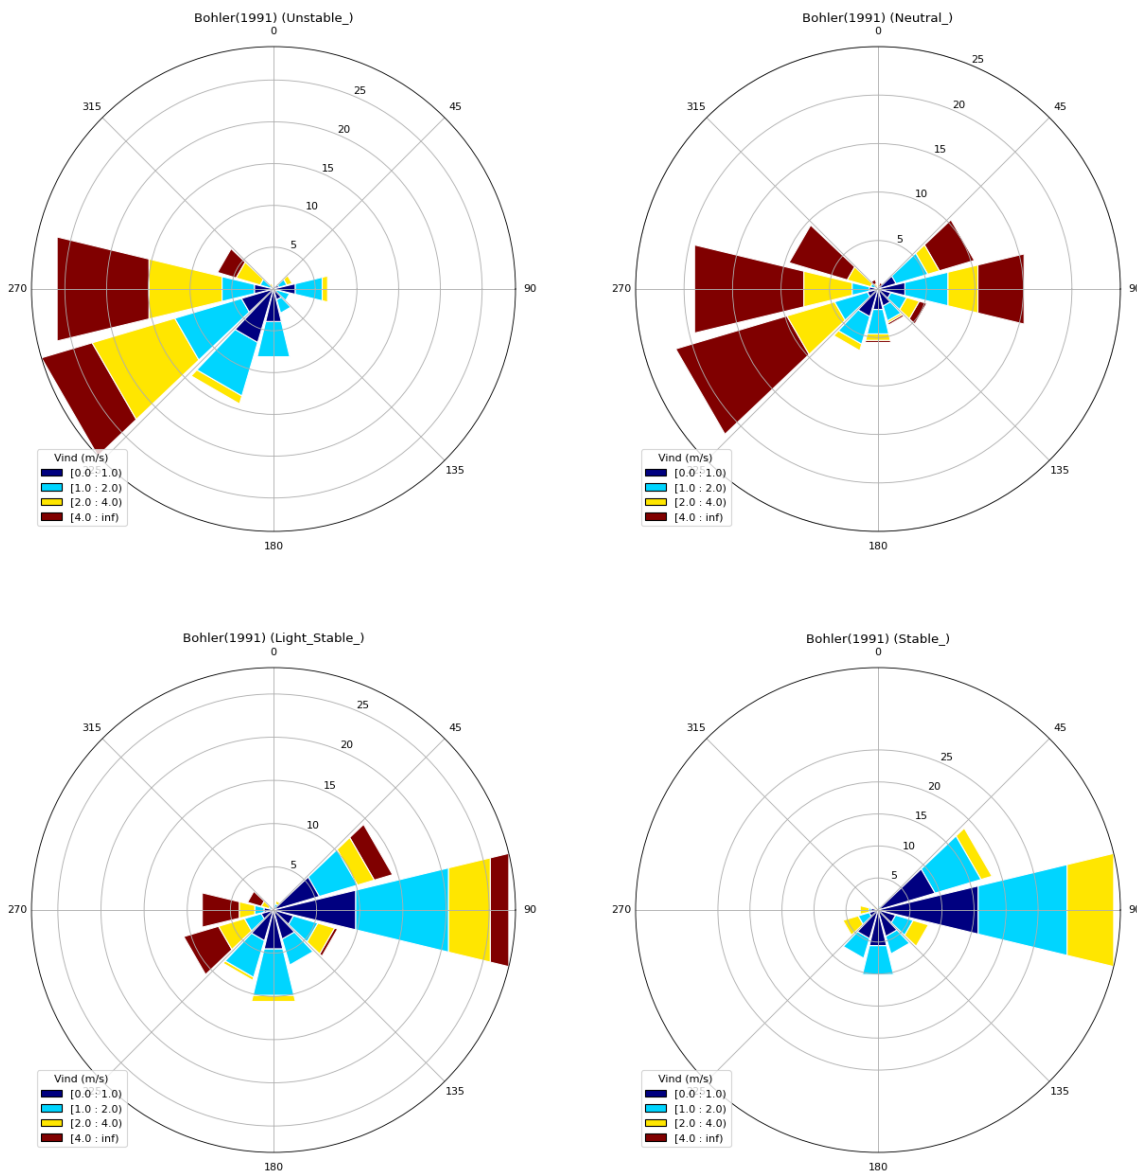 Bohler(1991) (Unstable_)
0
45
90
135
180
270
315
5
10
15
20
25
Vind (m/s)
[0.0 : 1.0)
[1.0 : 2.0)
[2.0 : 4.0)
[4.0 : inf)
Bohler(1991) (Neutral_)
0
45
90
135
180
270
315
5
10
15
20
25
Vind (m/s)
[0.0 : 1.0)
[1.0 : 2.0)
[2.0 : 4.0)
[4.0 : inf)
Bohler(1991) (Light_Stable_)
0
45
90
135
180
270
315
5
10
15
20
25
Vind (m/s)
[0.0 : 1.0)
[1.0 : 2.0)
[2.0 : 4.0)
[4.0 : inf)
Bohler(1991) (Stable_)
0
45
135
180
270
315
5
10
15
20
25
Vind (m/s)
[0.0 : 1.0)
[1.0 : 2.0)
[2.0 : 4.0)
[4.0 : inf)